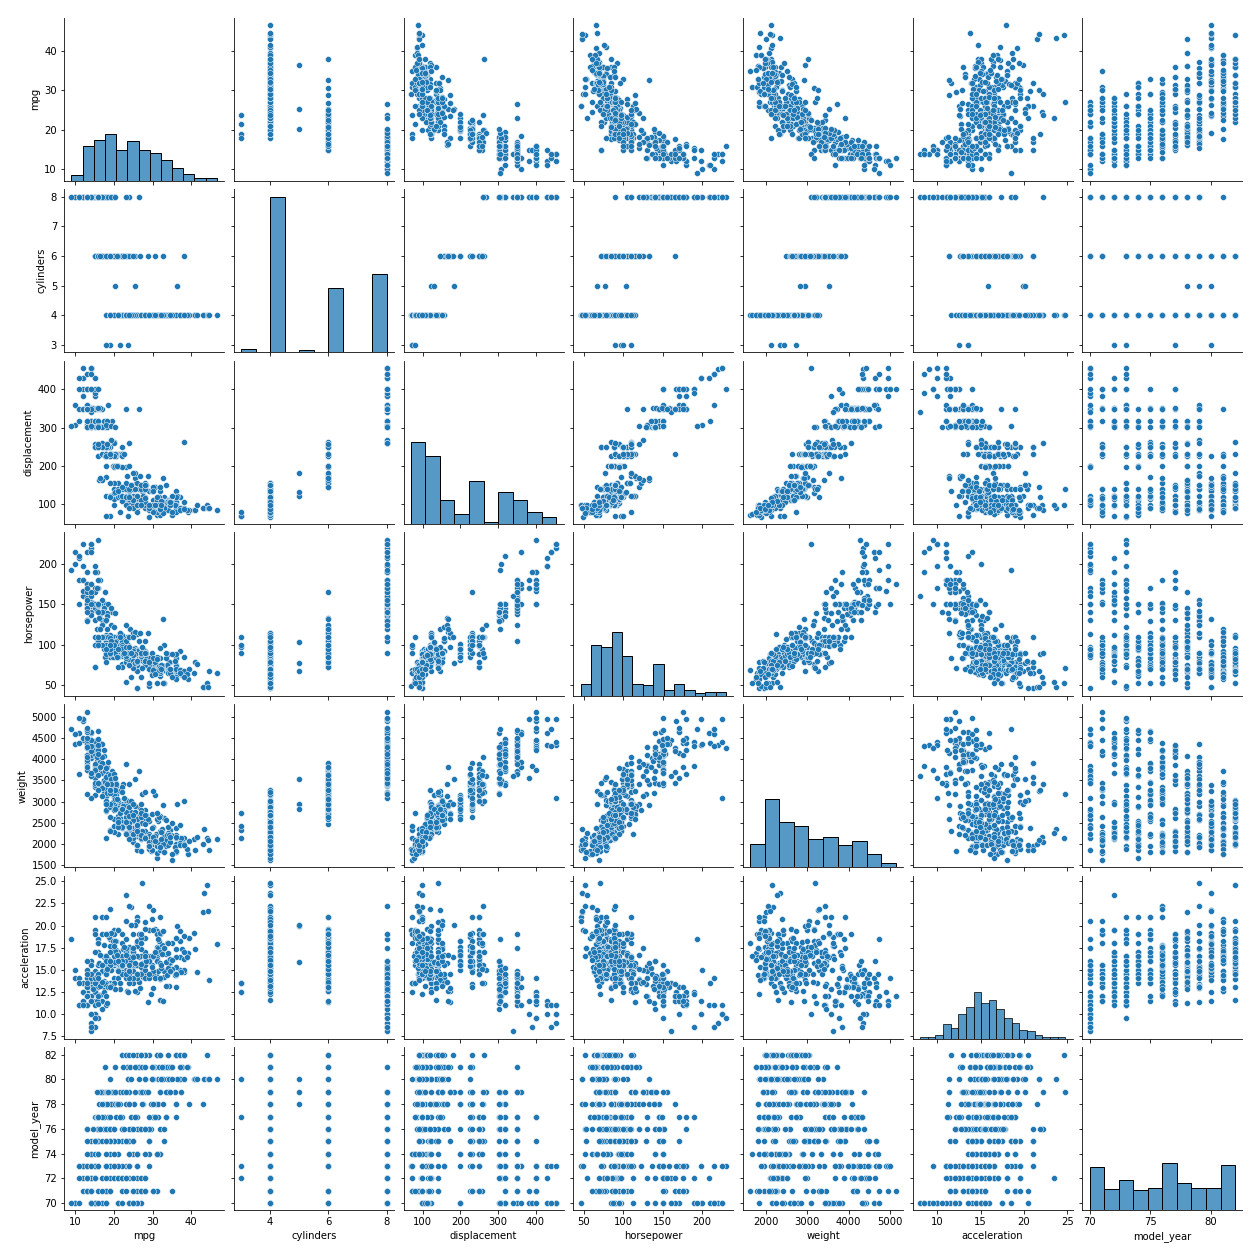 mpg
40
30
20
10
cylinders
8
7
6
5
4
3
displacement
400
300
200
100
horsepower
200
150
100
50
weight
5000
4500
4000
3500
3000
2500
2000
1500
acceleration
25.0
22.5
20.0
17.5
15.0
12.5
10.0
7.5
model_year
82
80
78
76
74
72
70
10 20 30 40
4 6 8
100 200 300 400
50 100 150 200
2000 3000 4000 5000
10 15 20 25
70 75 80
mpg cylinders displacement horsepower weight acceleration model_year